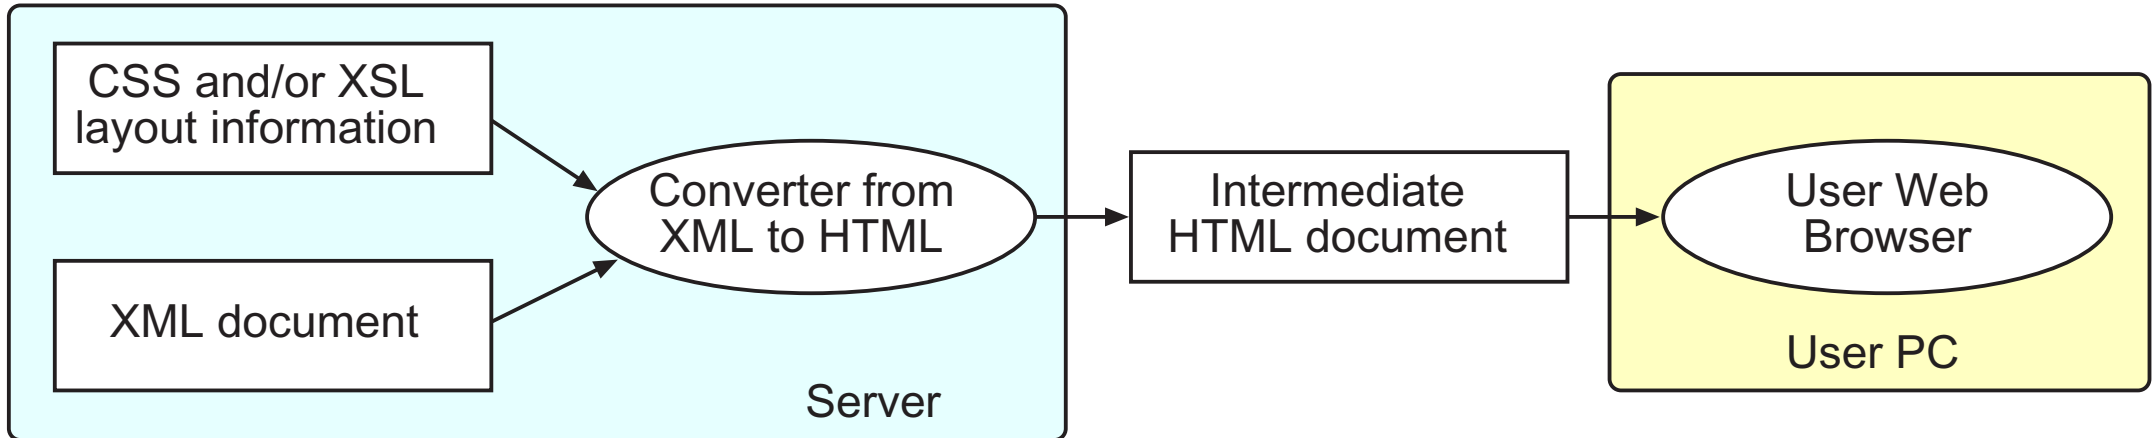 CSS and/or XSL
layout information
XML document
Converter from
XML to HTML
Server
Intermediate
HTML document
User Web
Browser
User PC